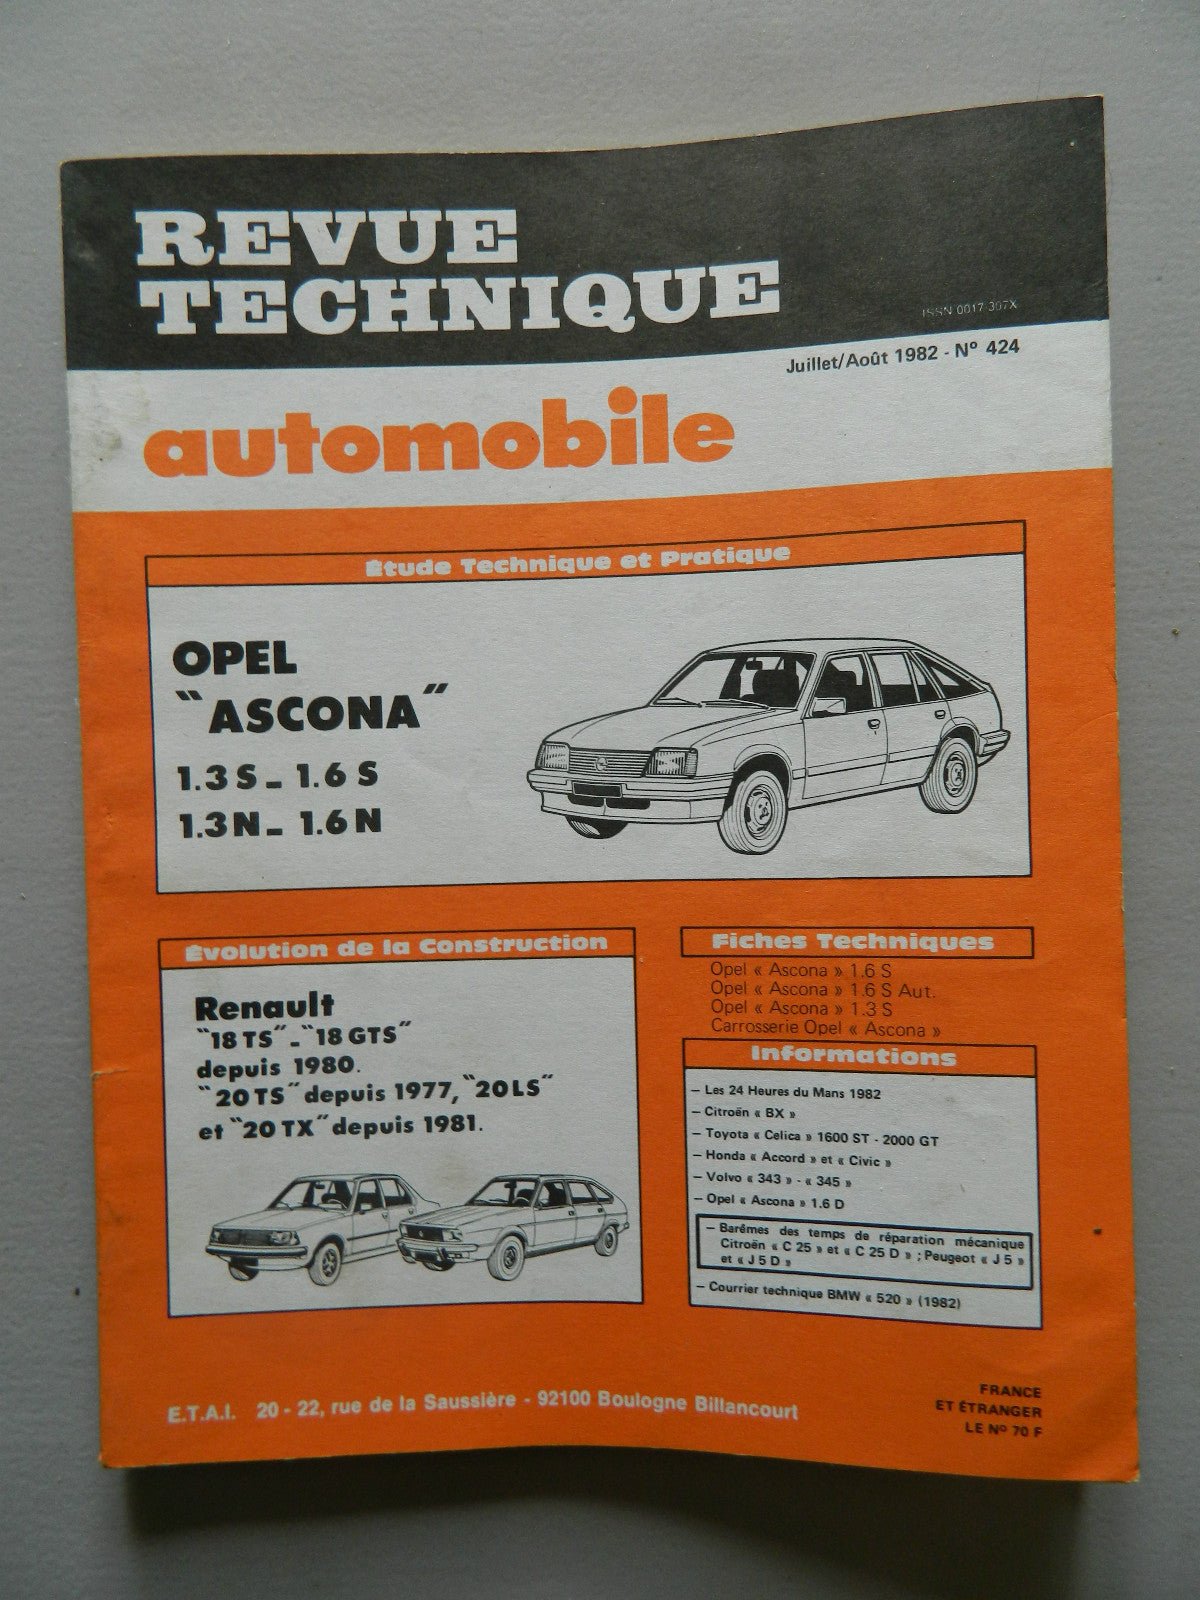 REVUE
TECHNIQUE
ISSN 0017-307X
Juillet/Août 1982 - Nº 424
automobile
Étude Technique et Pratique
OPEL
"ASCONA"
1.3 S - 1.6 S
1.3 N - 1.6 N
Évolution de la Construction
Renault
"18 TS" - "18 GTS"
depuis 1980.
"20 TS" depuis 1977, "20 LS"
et "20 TX" depuis 1981.
Fiches Techniques
Opel « Ascona » 1.6 S
Opel « Ascona » 1.6 S Aut.
Opel « Ascona » 1.3 S
Carrosserie Opel « Ascona »
Informations
– Les 24 Heures du Mans 1982
– Citroën « BX »
– Toyota « Celica » 1600 ST - 2000 GT
– Honda « Accord » et « Civic »
– Volvo « 343 » - « 345 »
– Opel « Ascona » 1.6 D
– Barêmes des temps de réparation mécanique
Citroën « C 25 » et « C 25 D » ; Peugeot « J 5 »
et « J 5 D »
– Courrier technique BMW « 520 » (1982)
E.T.A.I. 20 - 22, rue de la Saussière - 92100 Boulogne Billancourt
FRANCE
ET ÉTRANGER
LE Nº 70 F